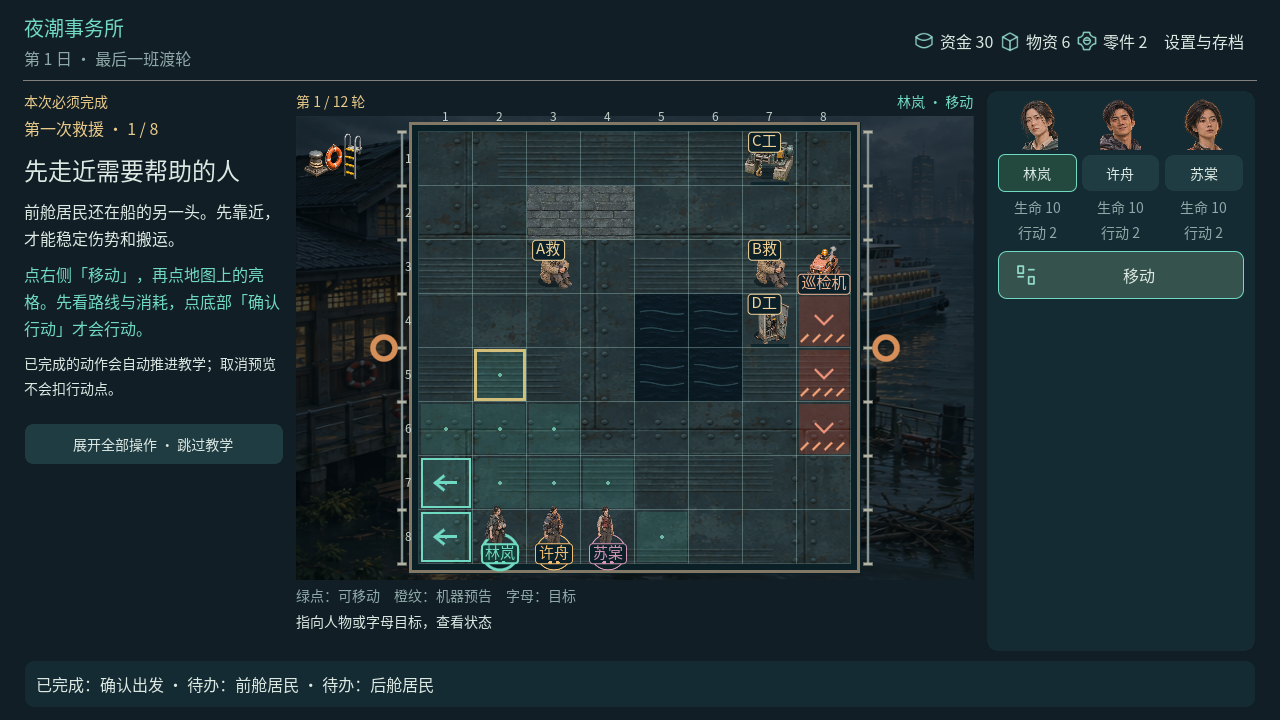 夜潮事务所
第 1 日 · 最后一班渡轮
资金 30
物资 6
零件 2
设置与存档
本次必须完成
第一次救援 · 1 / 8
先走近需要帮助的人
前舱居民还在船的另一头。先靠近，
才能稳定伤势和搬运。
点右侧「移动」，再点地图上的亮
格。先看路线与消耗，点底部「确认
行动」才会行动。
已完成的动作会自动推进教学；取消预览
不会扣行动点。
展开全部操作 · 跳过教学
第 1 / 12 轮
林岚 · 移动
1 2 3 4 5 6 7 8
1
C工
2
A救
B救
3
巡检机
D工
4
5
6
7
8
林岚
许舟
苏棠
绿点：可移动 橙纹：机器预告 字母：目标
指向人物或字母目标，查看状态
林岚
许舟
苏棠
生命 10
生命 10
生命 10
行动 2
行动 2
行动 2
移动
已完成：确认出发 · 待办：前舱居民 · 待办：后舱居民